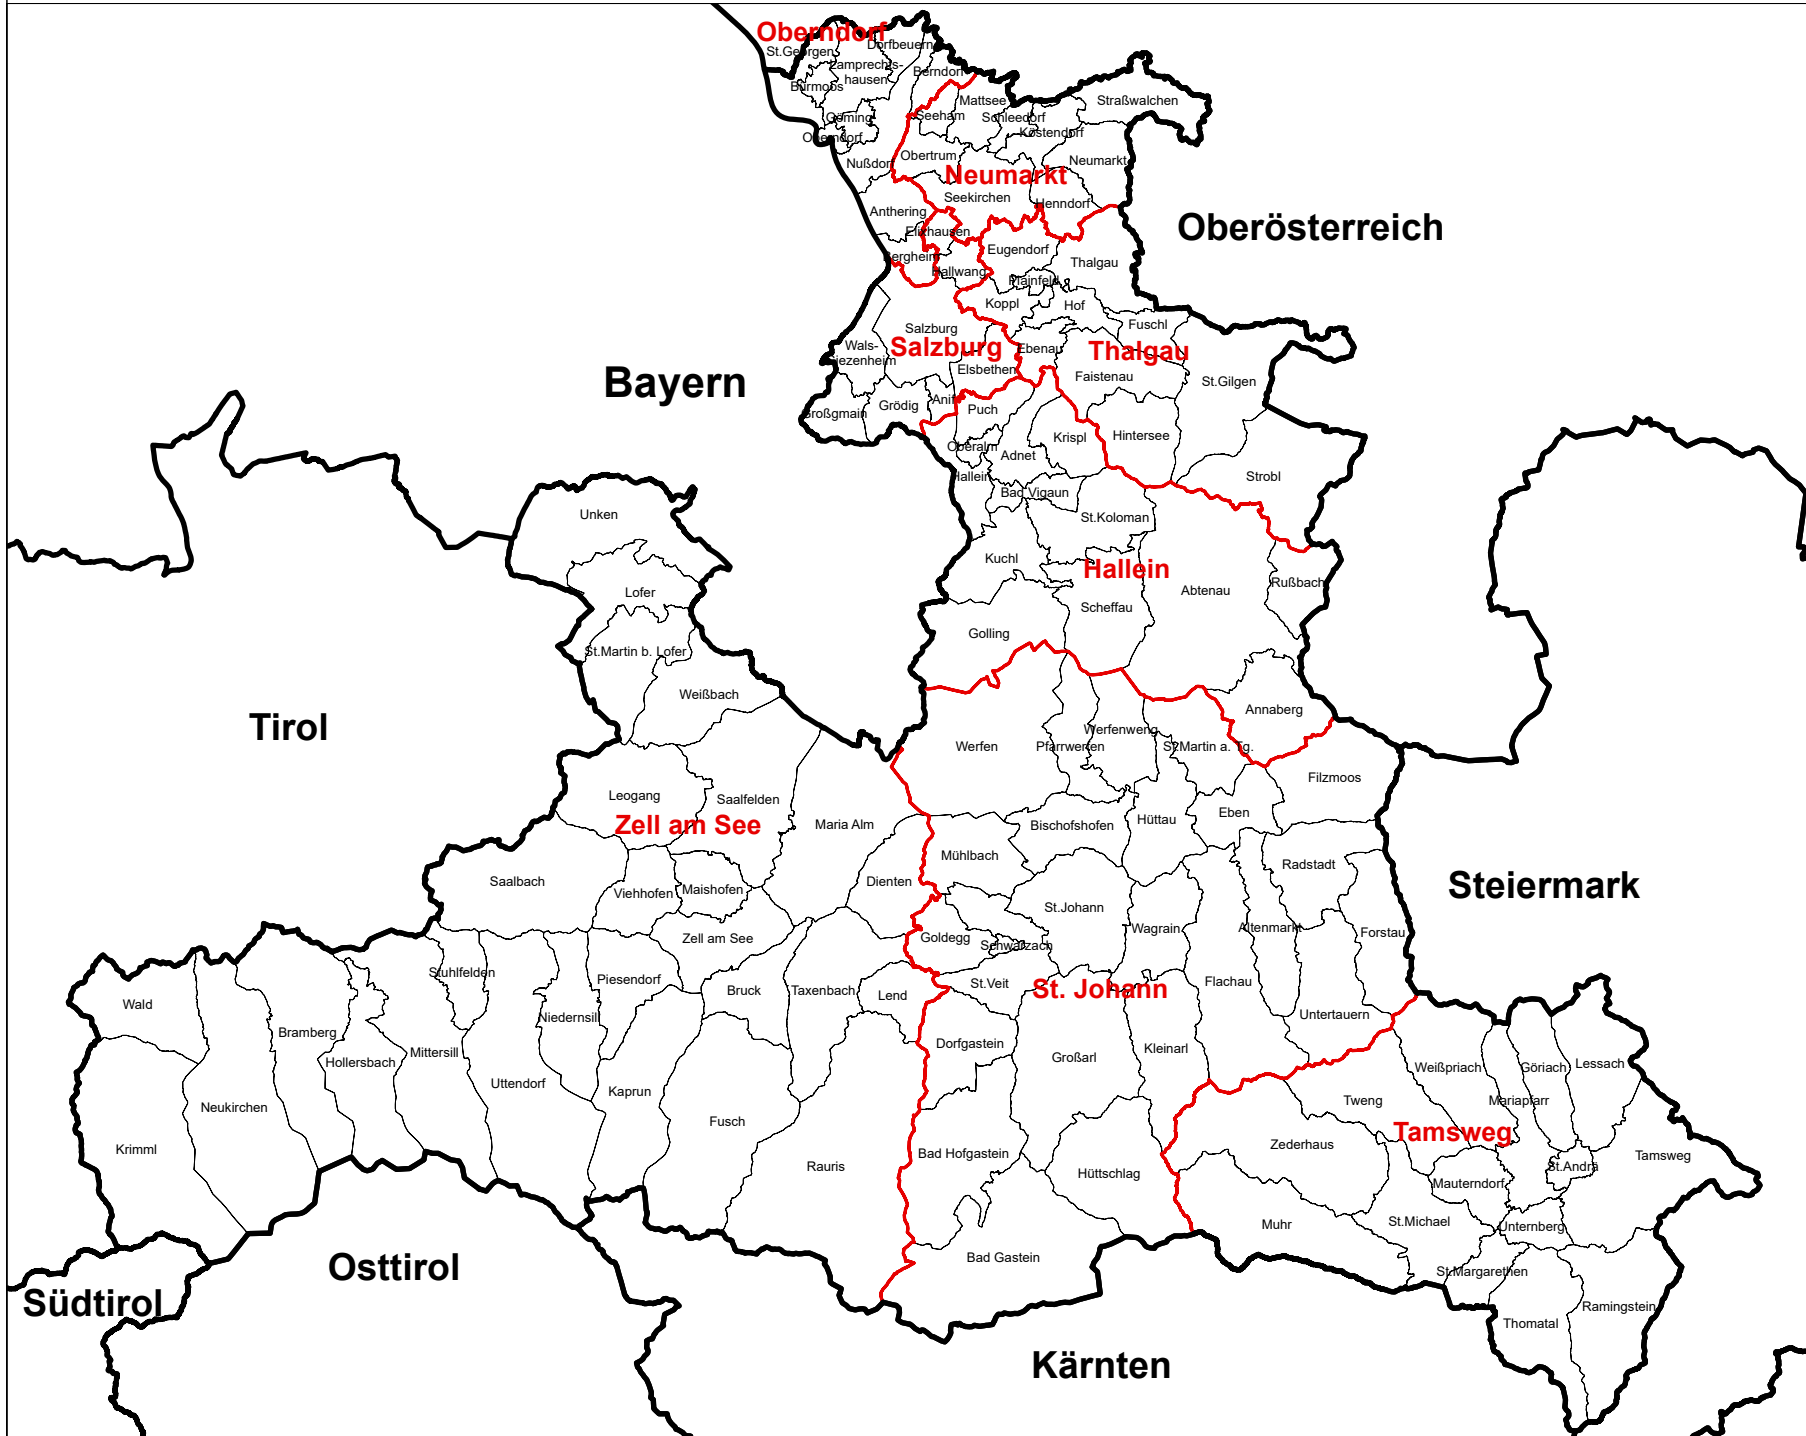 Oberndorf
St.Georgen
Dorfbeuern
Lamprechts-
hausen
Berndorf
Bürmoos
Mattsee
Straßwalchen
Göming
Seeham
Schleedorf
Köstendorf
Oberndorf
Nußdorf
Obertrum
Neumarkt
Neumarkt
Seekirchen
Henndorf
Anthering
Elixhausen
Oberösterreich
Bergheim
Hallwang
Eugendorf
Thalgau
Plainfeld
Koppl
Hof
Fuschl
Salzburg
Salzburg
Wals-
Siezenheim
Ebenau
Thalgau
Elsbethen
Faistenau
St.Gilgen
Bayern
Großgmain
Grödig
Anif
Puch
Krispl
Hintersee
Oberalm
Adnet
Hallein
Bad Vigaun
Strobl
Unken
St.Koloman
Kuchl
Hallein
Rußbach
Abtenau
Lofer
Scheffau
Golling
St.Martin b. Lofer
Weißbach
Annaberg
Tirol
Werfen
Pfarrwerfen
Werfenweng
St.Martin a. Tg.
Filzmoos
Leogang
Saalfelden
Zell am See
Maria Alm
Bischofshofen
Hüttau
Eben
Mühlbach
Radstadt
Saalbach
Viehhofen
Maishofen
Dienten
Steiermark
St.Johann
Zell am See
Goldegg
Schwarzach
Wagrain
Altenmarkt
Forstau
Stuhlfelden
Piesendorf
Bruck
Taxenbach
Lend
St.Veit
St. Johann
Flachau
Wald
Niedernsill
Untertauern
Bramberg
Hollersbach
Mittersill
Dorfgastein
Großarl
Kleinarl
Uttendorf
Kaprun
Weißpriach
Göriach
Lessach
Neukirchen
Fusch
Tweng
Mariapfarr
Tamsweg
Krimml
Rauris
Bad Hofgastein
Hüttschlag
Zederhaus
St.Andrä
Tamsweg
Mauterndorf
Muhr
St.Michael
Unternberg
Bad Gastein
Osttirol
St.Margarethen
Südtirol
Ramingstein
Thomatal
Kärnten